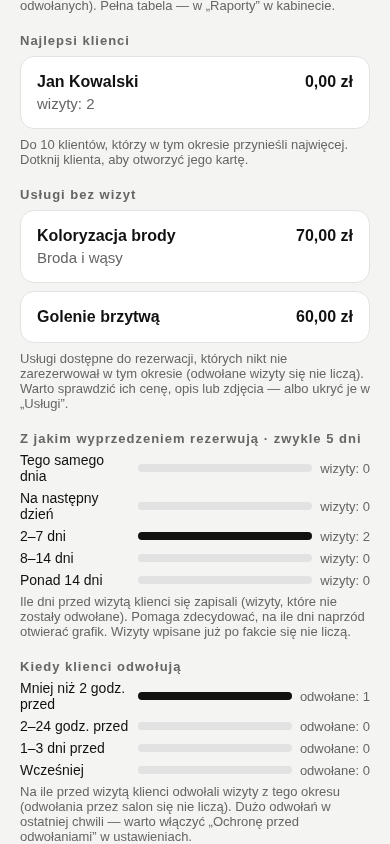 odwołanych). Pełna tabela — w „Raporty” w kabinecie.
Najlepsi klienci
Jan Kowalski 0,00 zł
wizyty: 2
Do 10 klientów, którzy w tym okresie przynieśli najwięcej.
Dotknij klienta, aby otworzyć jego kartę.
Usługi bez wizyt
Koloryzacja brody 70,00 zł
Broda i wąsy
Golenie brzytwą 60,00 zł
Usługi dostępne do rezerwacji, których nikt nie
zarezerwował w tym okresie (odwołane wizyty się nie liczą).
Warto sprawdzić ich cenę, opis lub zdjęcia — albo ukryć je w
„Usługi”.
Z jakim wyprzedzeniem rezerwują · zwykle 5 dni
Tego samego
dnia wizyty: 0
Na następny
dzień wizyty: 0
2–7 dni wizyty: 2
8–14 dni wizyty: 0
Ponad 14 dni wizyty: 0
Ile dni przed wizytą klienci się zapisali (wizyty, które nie
zostały odwołane). Pomaga zdecydować, na ile dni naprzód
otwierać grafik. Wizyty wpisane już po fakcie się nie liczą.
Kiedy klienci odwołują
Mniej niż 2 godz.
przed odwołane: 1
2–24 godz. przed odwołane: 0
1–3 dni przed odwołane: 0
Wcześniej odwołane: 0
Na ile przed wizytą klienci odwołali wizyty z tego okresu
(odwołania przez salon się nie liczą). Dużo odwołań w
ostatniej chwili — warto włączyć „Ochronę przed
odwołaniami” w ustawieniach.